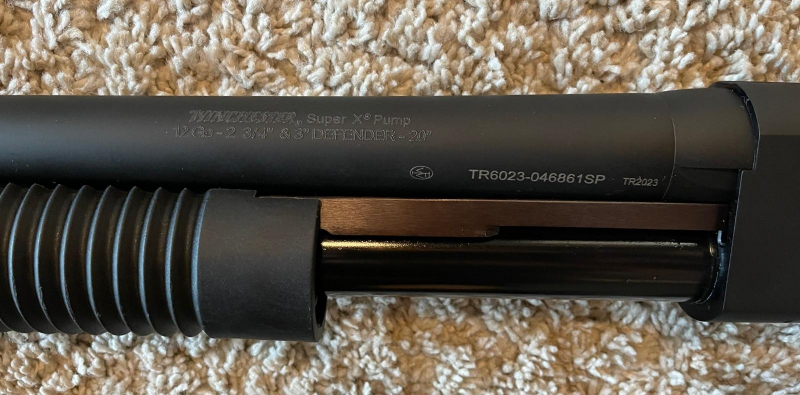 WINCHESTER® Super X® Pump
12 Ga - 2 3/4" & 3" DEFENDER - 20"
TR6023-046861SP TR2023